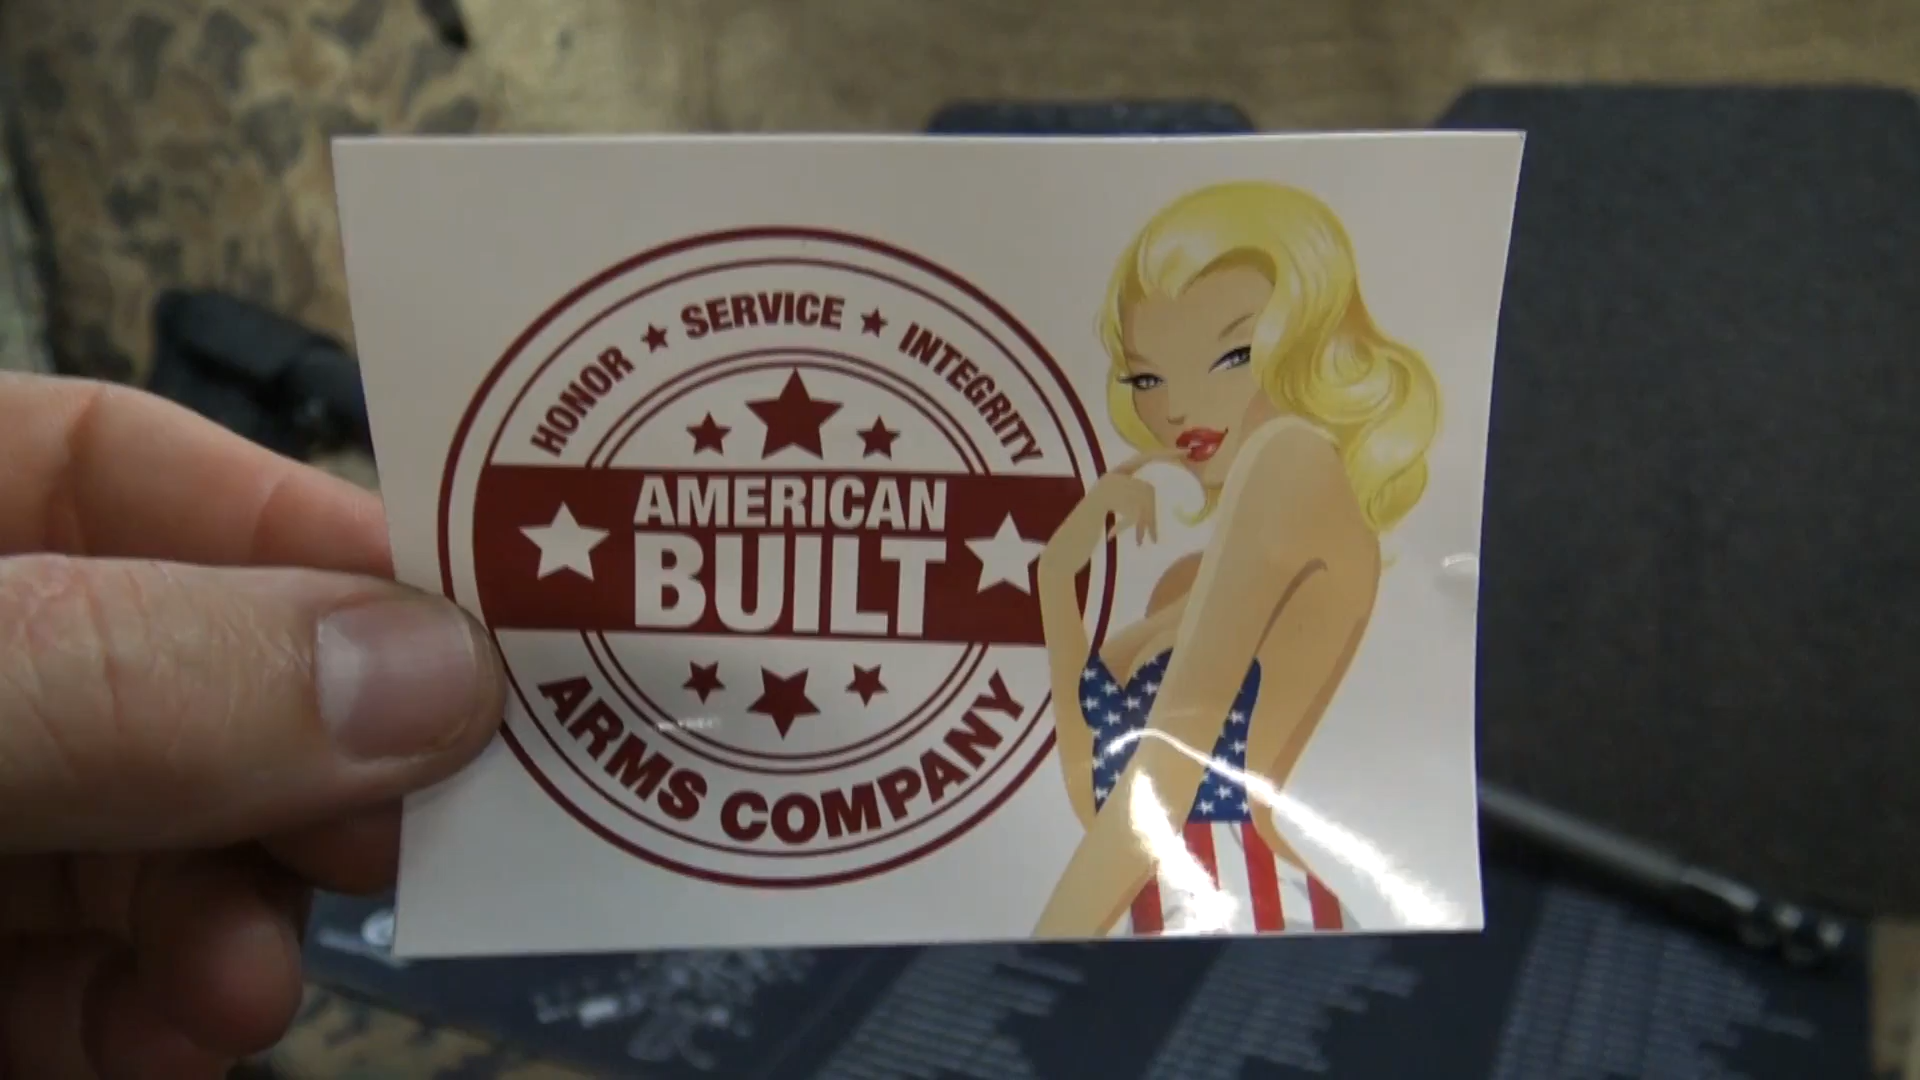 HONOR ★ SERVICE ★ INTEGRITY
AMERICAN
BUILT
ARMS COMPANY